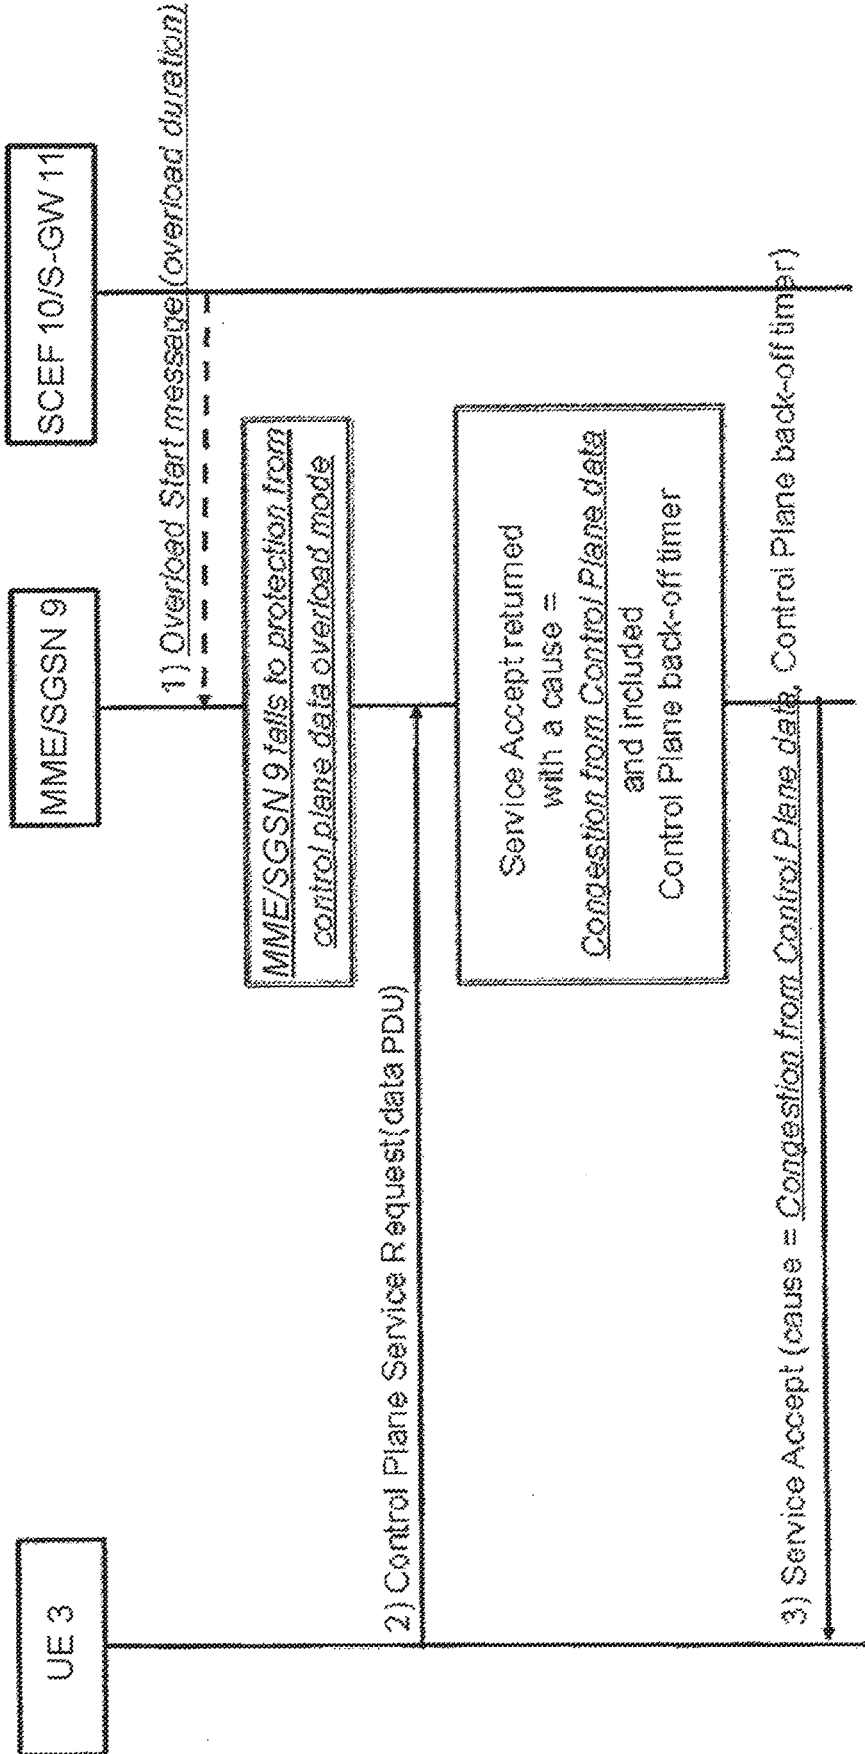 UE 3
MME/SGSN 9
SCEF 10/S-GW 11
1) Overload Start message (overload duration)
MME/SGSN 9 falls to protection from
control plane data overload mode
2) Control Plane Service Request(data PDU)
Service Accept returned
with a cause =
Congestion from Control Plane data
and included
Control Plane back-off timer
3) Service Accept (cause = Congestion from Control Plane data, Control Plane back-off timer)